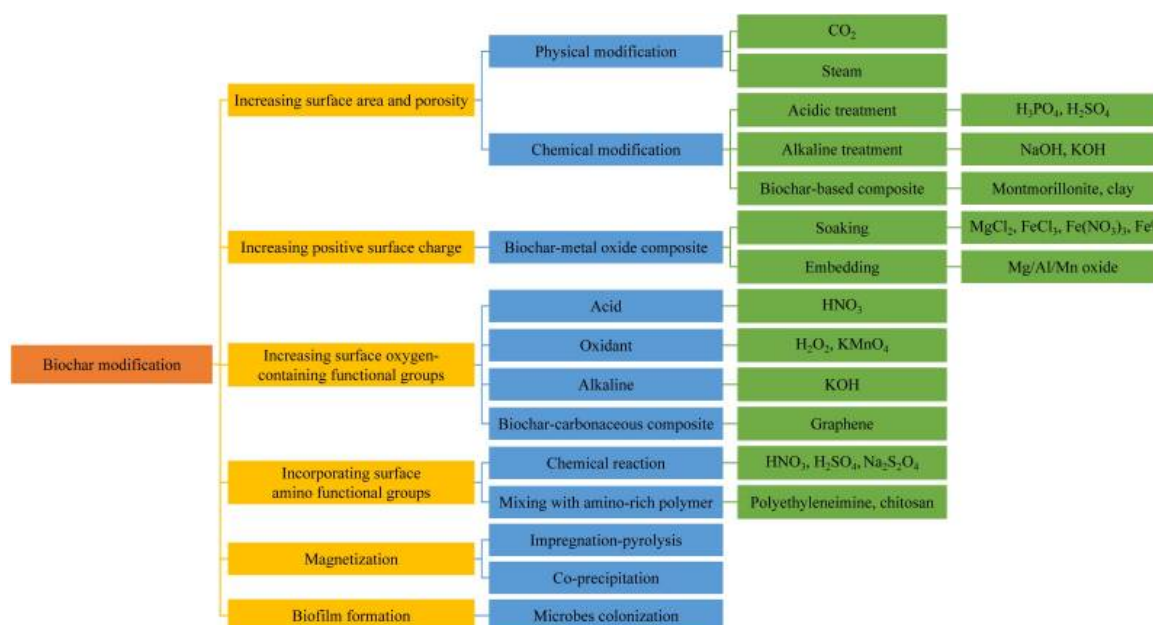 Biochar modification
Increasing surface area and porosity
Physical modification
CO₂
Steam
Chemical modification
Acidic treatment
H₃PO₄, H₂SO₄
Alkaline treatment
NaOH, KOH
Biochar-based composite
Montmorillonite, clay
Increasing positive surface charge
Biochar-metal oxide composite
Soaking
MgCl₂, FeCl₃, Fe(NO₃)₃,
Embedding
Mg/Al/Mn oxide
Increasing surface oxygen-
containing functional groups
Acid
HNO₃
Oxidant
H₂O₂, KMnO₄
Alkaline
KOH
Biochar-carbonaceous composite
Graphene
Incorporating surface
amino functional groups
Chemical reaction
HNO₃, H₂SO₄, Na₂S₂O₄
Mixing with amino-rich polymer
Polyethyleneimine, chitosan
Magnetization
Impregnation-pyrolysis
Co-precipitation
Biofilm formation
Microbes colonization